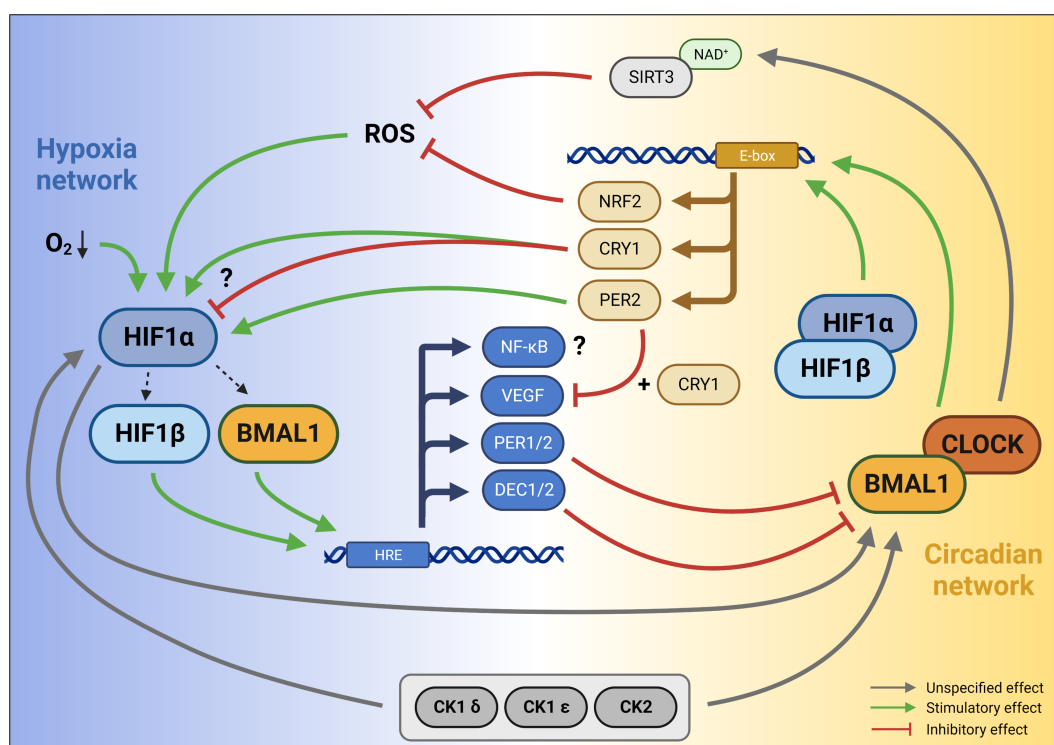 NAD⁺
SIRT3
ROS
Hypoxia
network
E-box
NRF2
O₂
CRY1
?
PER2
HIF1α
HIF1α
NF-κB
?
HIF1β
VEGF
+
CRY1
HIF1β
BMAL1
PER1/2
CLOCK
DEC1/2
BMAL1
HRE
Circadian
network
CK1 δ
CK1 ε
CK2
Unspecified effect
Stimulatory effect
Inhibitory effect